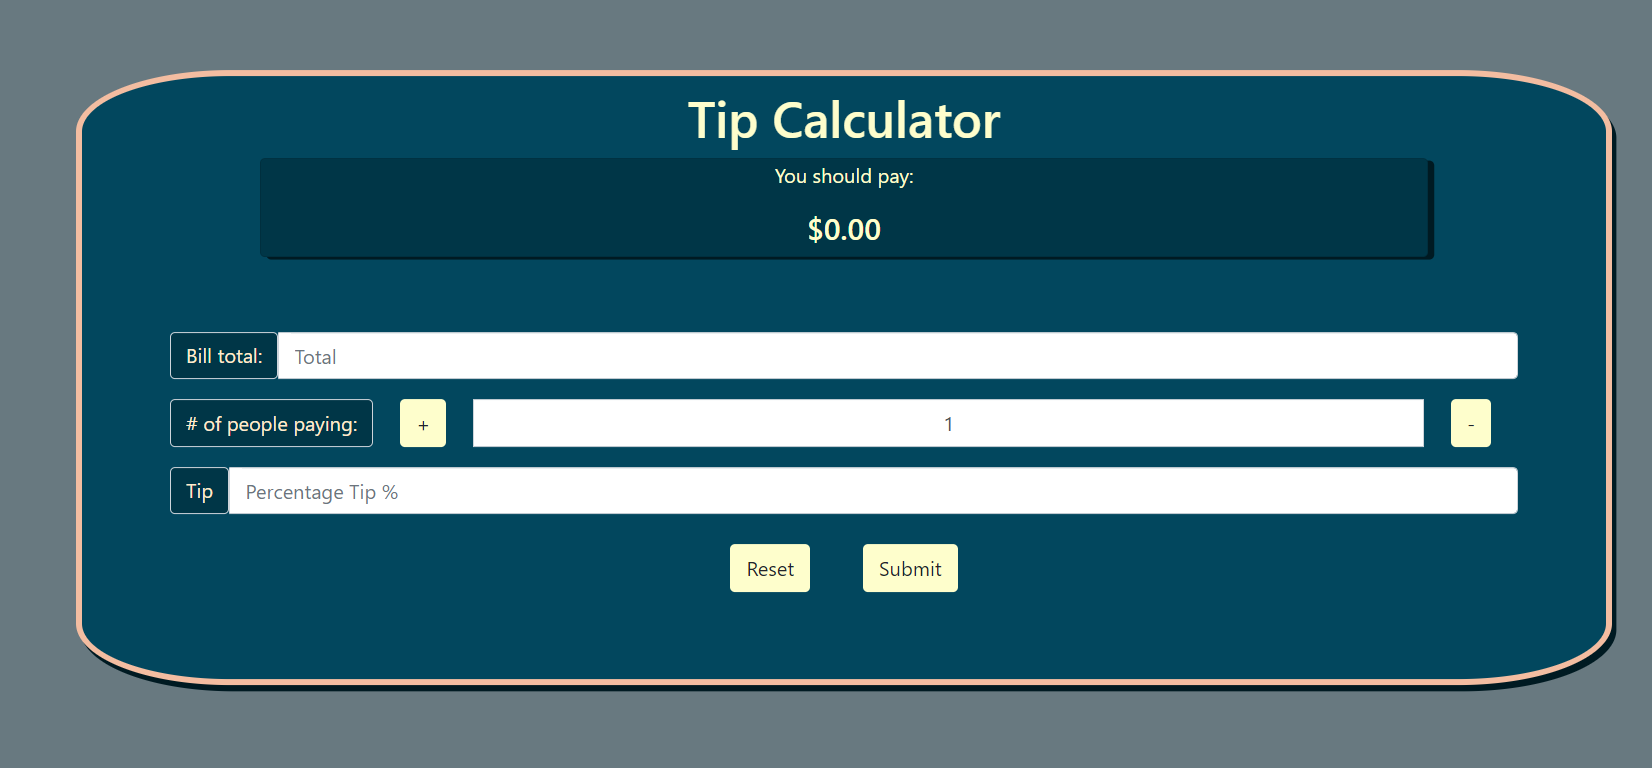 Tip Calculator
You should pay:
$0.00
Bill total: Total
# of people paying: + 1 -
Tip Percentage Tip %
Reset Submit